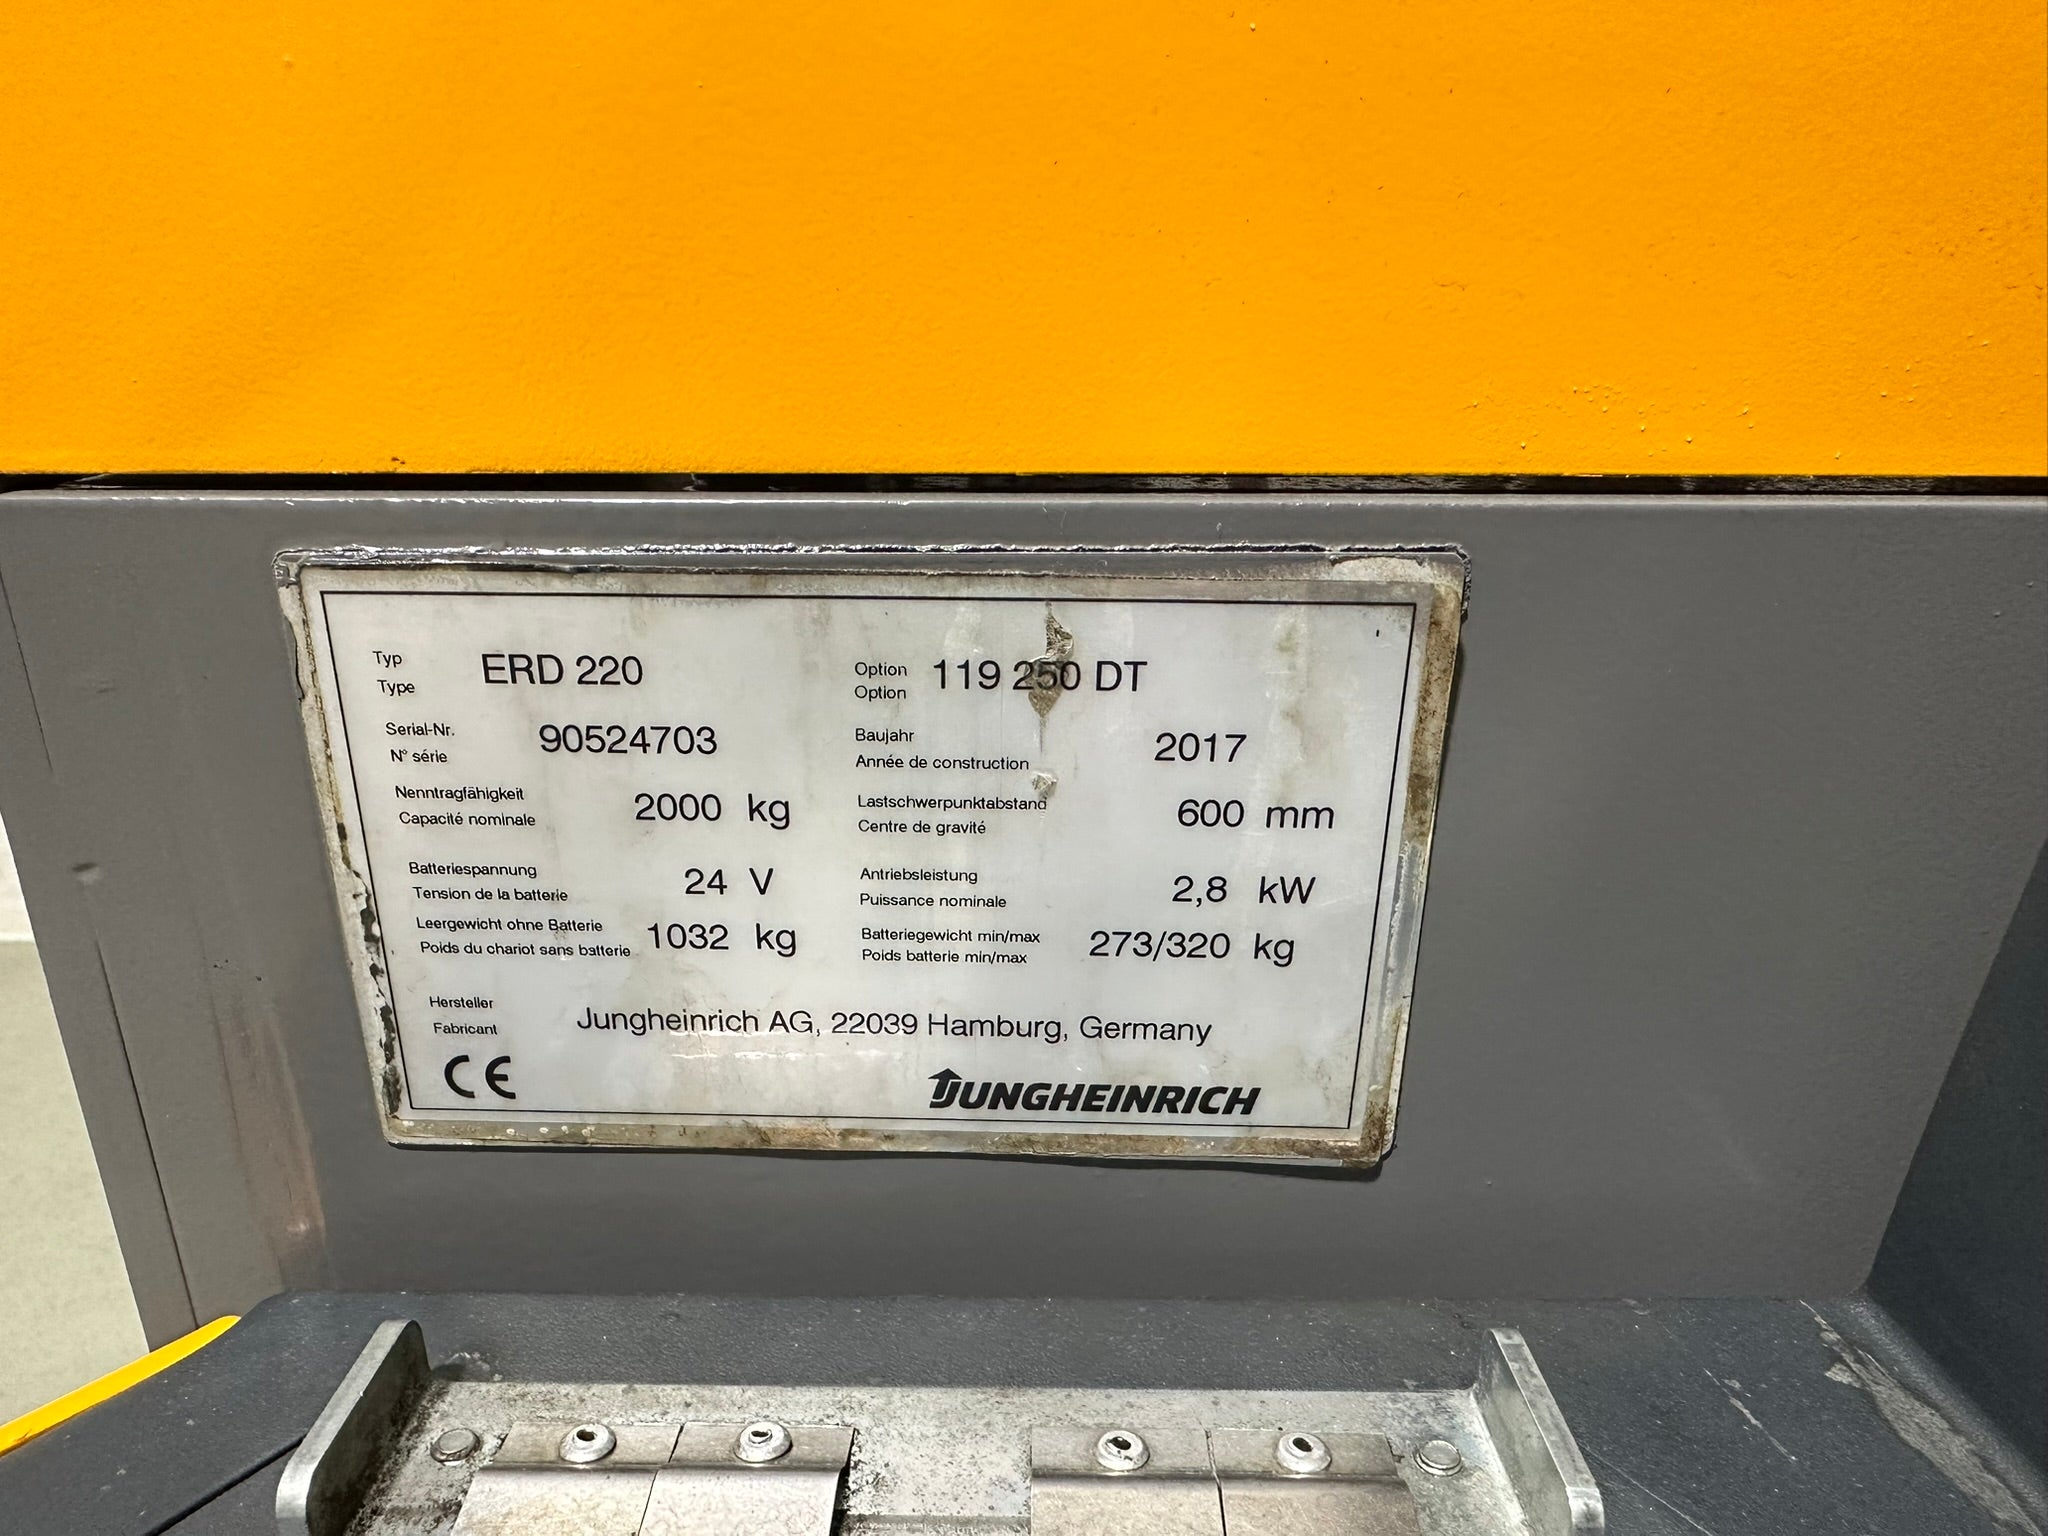 Typ
Type
ERD 220
Option
Option
119 250 DT
Serial-Nr.
N° série
90524703
Baujahr
Année de construction
2017
Nenntragfähigkeit
Capacité nominale
2000 kg
Lastschwerpunktabstand
Centre de gravité
600 mm
Batteriespannung
Tension de la batterie
24 V
Antriebsleistung
Puissance nominale
2,8 kW
Leergewicht ohne Batterie
Poids du chariot sans batterie
1032 kg
Batteriegewicht min/max
Poids batterie min/max
273/320 kg
Hersteller
Fabricant
Jungheinrich AG, 22039 Hamburg, Germany
CE
JUNGHEINRICH